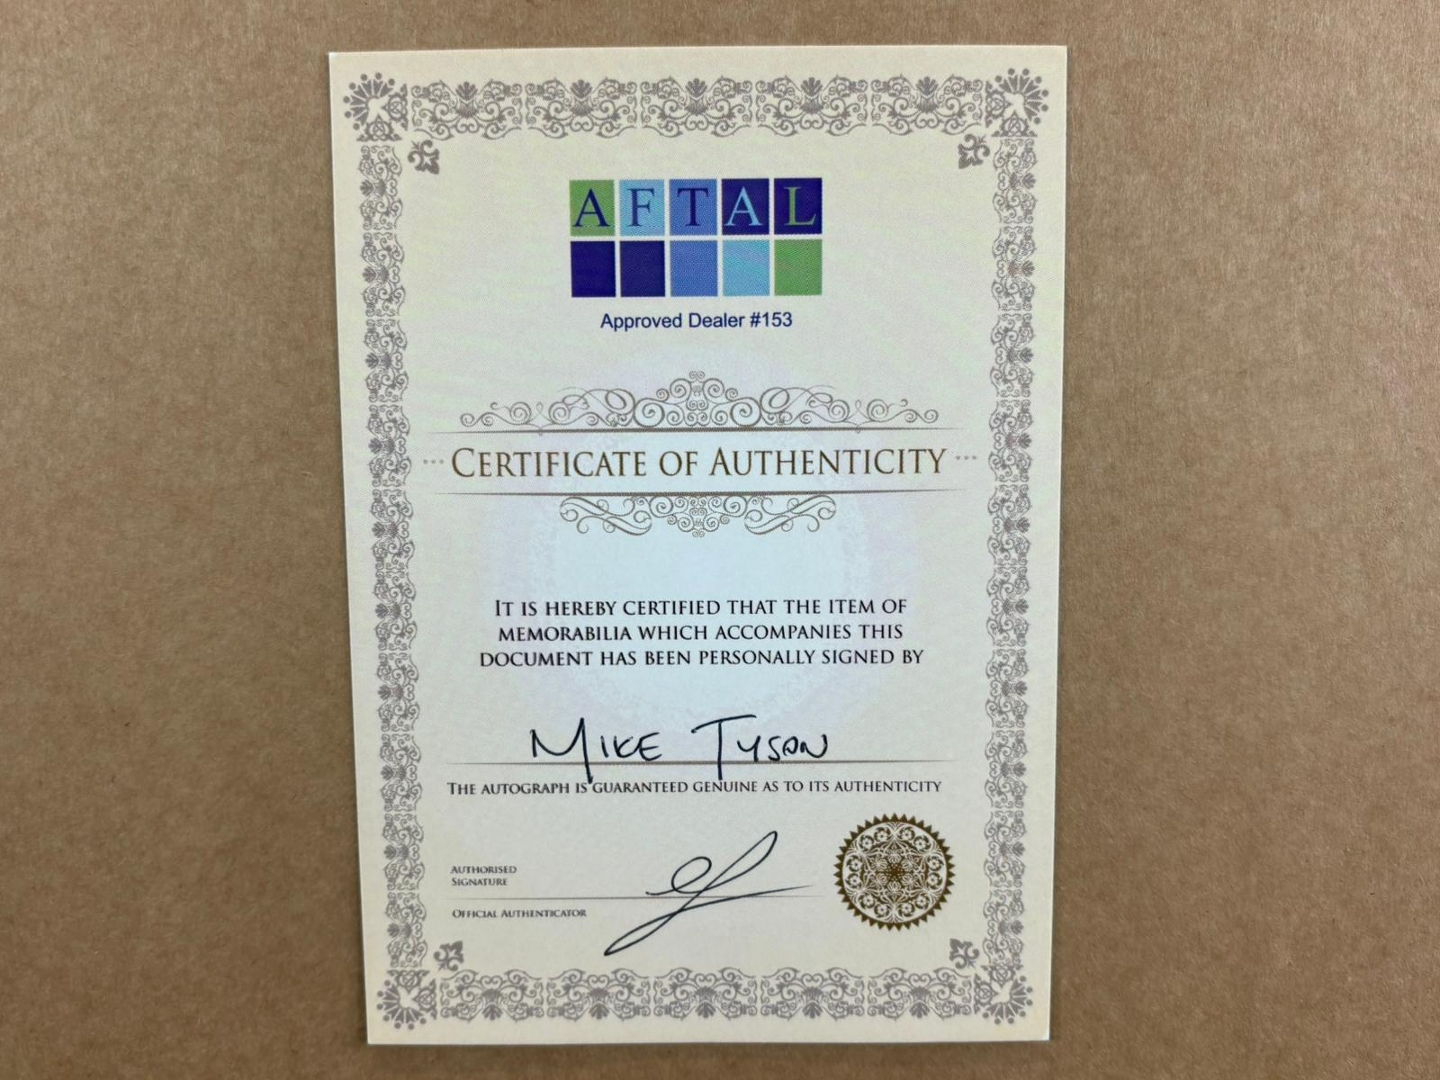 AFTAL
Approved Dealer #153
CERTIFICATE OF AUTHENTICITY
IT IS HEREBY CERTIFIED THAT THE ITEM OF
MEMORABILIA WHICH ACCOMPANIES THIS
DOCUMENT HAS BEEN PERSONALLY SIGNED BY
MIKE TYSON
THE AUTOGRAPH IS GUARANTEED GENUINE AS TO ITS AUTHENTICITY
AUTHORISED
SIGNATURE
OFFICIAL AUTHENTICATOR